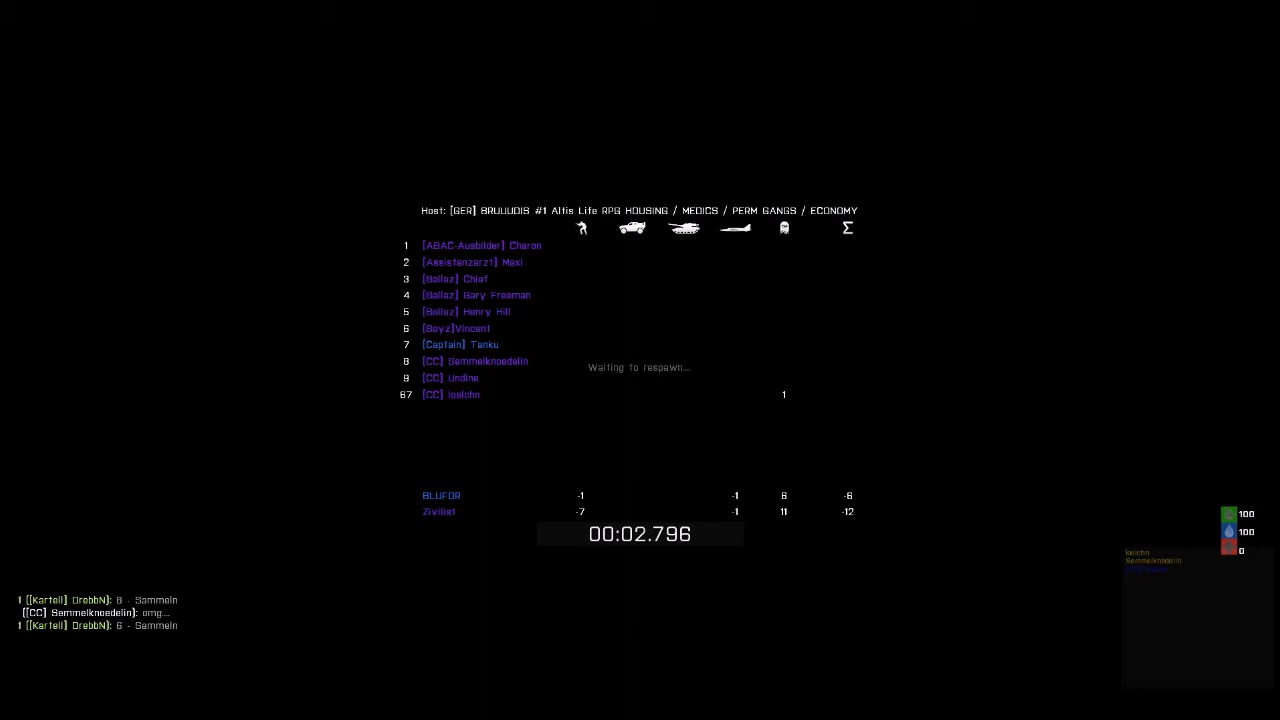 Host: [GER] BRUUUDIS #1 Altis Life RPG HOUSING / MEDICS / PERM GANGS / ECONOMY
Σ
1 [ABAC-Ausbilder] Charon
2 [Assistenzarzt] Maxi
3 [Ballaz] Chief
4 [Ballaz] Gary Freeman
5 [Ballaz] Henry Hill
6 [Boyz]Vincent
7 [Captain] Tanku
8 [CC] Semmelknoedelin
9 [CC] Undine
67 [CC] loelchn 1
Waiting to respawn...
BLUFOR -1 -1 6 -6
Zivilist -7 -1 11 -12
00:02.796
100
100
0
loelchn
Semmelknödelin
1 ([Kartell] DrebbN): 6 - Sammeln
([CC] Semmelknoedelin): omg...
1 ([Kartell] DrebbN): 6 - Sammeln